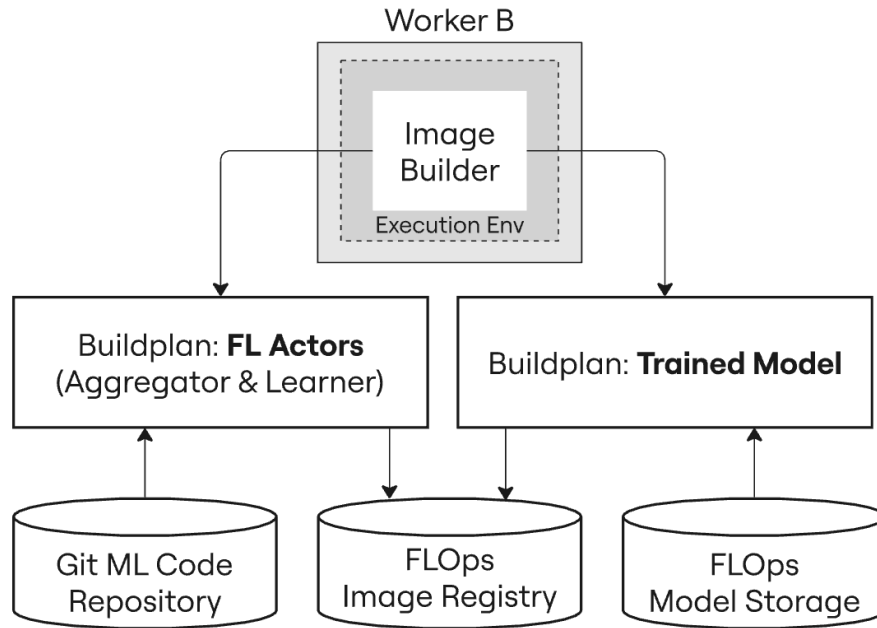 Worker B
Image
Builder
Execution Env
Buildplan: FL Actors
(Aggregator & Learner)
Buildplan: Trained Model
Git ML Code
Repository
FLOps
Image Registry
FLOps
Model Storage